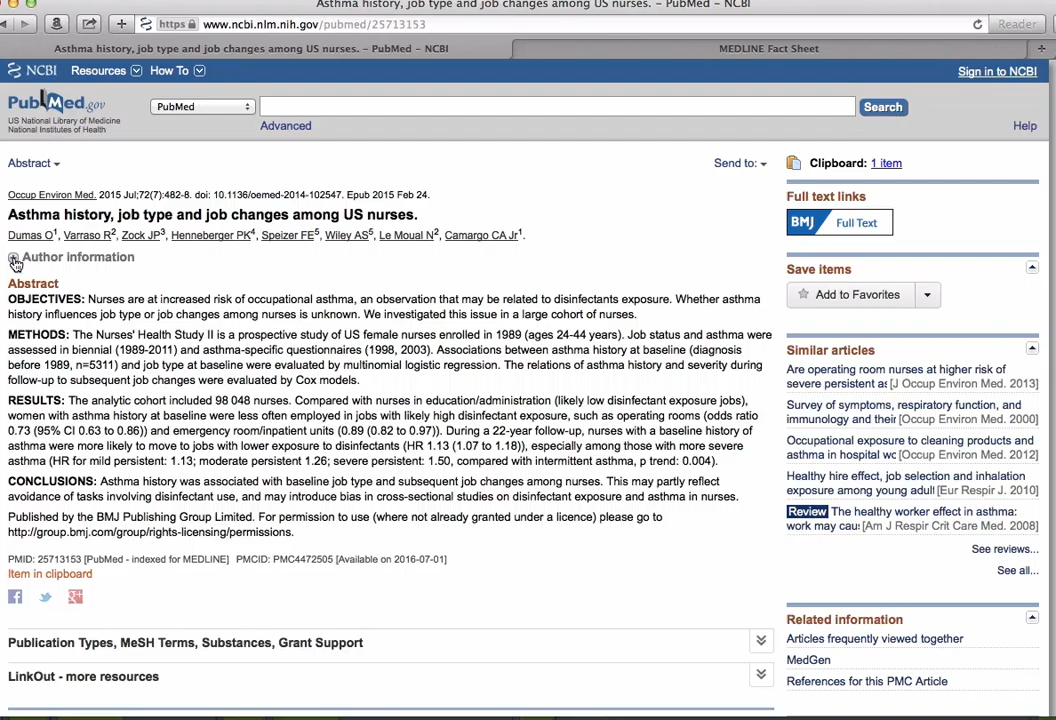 Asthma history, job type and job changes among US nurses. - PubMed - NCBI
https www.ncbi.nlm.nih.gov/pubmed/25713153
Reader
Asthma history, job type and job changes among US nurses. – PubMed – NCBI
MEDLINE Fact Sheet
NCBI Resources How To
Sign in to NCBI
PubMed.gov
US National Library of Medicine
National Institutes of Health
PubMed
Search
Advanced
Help
Abstract
Send to:
Occup Environ Med. 2015 Jul;72(7):482-8. doi: 10.1136/oemed-2014-102547. Epub 2015 Feb 24.
Asthma history, job type and job changes among US nurses.
Dumas O1, Varraso R2, Zock JP3, Henneberger PK4, Speizer FE5, Wiley AS5, Le Moual N2, Camargo CA Jr1.
Author information
Abstract
OBJECTIVES: Nurses are at increased risk of occupational asthma, an observation that may be related to disinfectants exposure. Whether asthma
history influences job type or job changes among nurses is unknown. We investigated this issue in a large cohort of nurses.
METHODS: The Nurses' Health Study II is a prospective study of US female nurses enrolled in 1989 (ages 24-44 years). Job status and asthma were
assessed in biennial (1989-2011) and asthma-specific questionnaires (1998, 2003). Associations between asthma history at baseline (diagnosis
before 1989, n=5311) and job type at baseline were evaluated by multinomial logistic regression. The relations of asthma history and severity during
follow-up to subsequent job changes were evaluated by Cox models.
RESULTS: The analytic cohort included 98 048 nurses. Compared with nurses in education/administration (likely low disinfectant exposure jobs),
women with asthma history at baseline were less often employed in jobs with likely high disinfectant exposure, such as operating rooms (odds ratio
0.73 (95% CI 0.63 to 0.86)) and emergency room/inpatient units (0.89 (0.82 to 0.97)). During a 22-year follow-up, nurses with a baseline history of
asthma were more likely to move to jobs with lower exposure to disinfectants (HR 1.13 (1.07 to 1.18)), especially among those with more severe
asthma (HR for mild persistent: 1.13; moderate persistent 1.26; severe persistent: 1.50, compared with intermittent asthma, p trend: 0.004).
CONCLUSIONS: Asthma history was associated with baseline job type and subsequent job changes among nurses. This may partly reflect
avoidance of tasks involving disinfectant use, and may introduce bias in cross-sectional studies on disinfectant exposure and asthma in nurses.
Published by the BMJ Publishing Group Limited. For permission to use (where not already granted under a licence) please go to
http://group.bmj.com/group/rights-licensing/permissions.
PMID: 25713153 [PubMed - indexed for MEDLINE] PMCID: PMC4472505 [Available on 2016-07-01]
Item in clipboard
Publication Types, MeSH Terms, Substances, Grant Support
LinkOut - more resources
Clipboard: 1 item
Full text links
BMJ Full Text
Save items
Add to Favorites
Similar articles
Are operating room nurses at higher risk of
severe persistent as [J Occup Environ Med. 2013]
Survey of symptoms, respiratory function, and
immunology and their [Occup Environ Med. 2000]
Occupational exposure to cleaning products and
asthma in hospital wo [Occup Environ Med. 2012]
Healthy hire effect, job selection and inhalation
exposure among young adult [Eur Respir J. 2010]
Review The healthy worker effect in asthma:
work may cau [Am J Respir Crit Care Med. 2008]
See reviews...
See all...
Related information
Articles frequently viewed together
MedGen
References for this PMC Article